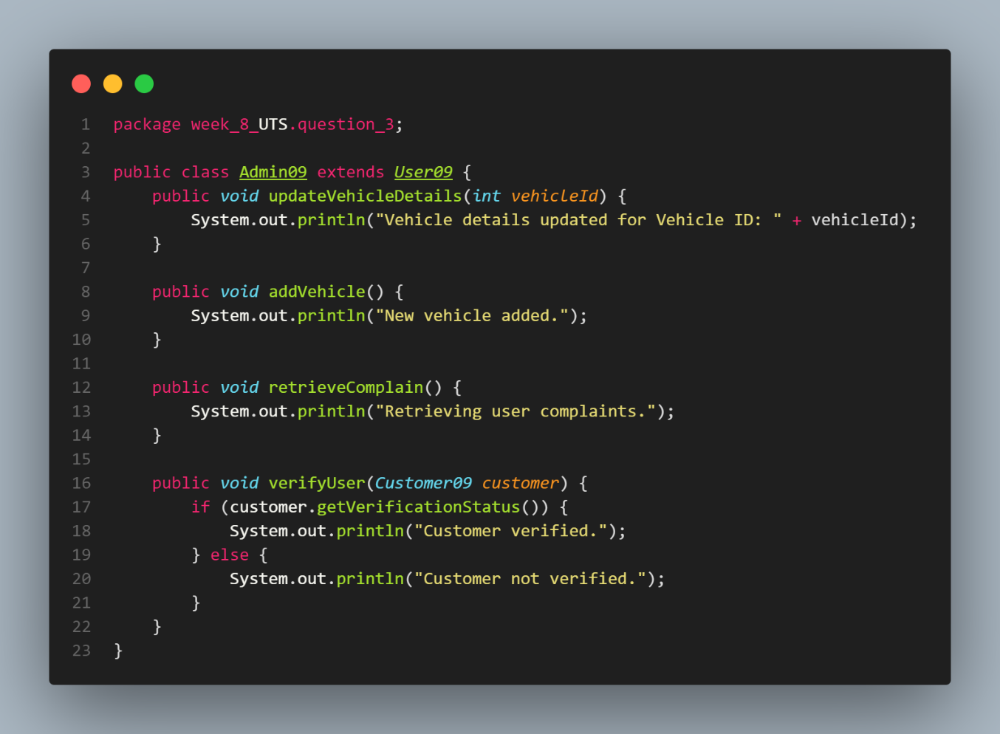 1 package week_8_UTS.question_3;
2
3 public class Admin09 extends User09 {
4     public void updateVehicleDetails(int vehicleId) {
5         System.out.println("Vehicle details updated for Vehicle ID: " + vehicleId);
6     }
7
8     public void addVehicle() {
9         System.out.println("New vehicle added.");
10     }
11
12     public void retrieveComplain() {
13         System.out.println("Retrieving user complaints.");
14     }
15
16     public void verifyUser(Customer09 customer) {
17         if (customer.getVerificationStatus()) {
18             System.out.println("Customer verified.");
19         } else {
20             System.out.println("Customer not verified.");
21         }
22     }
23 }